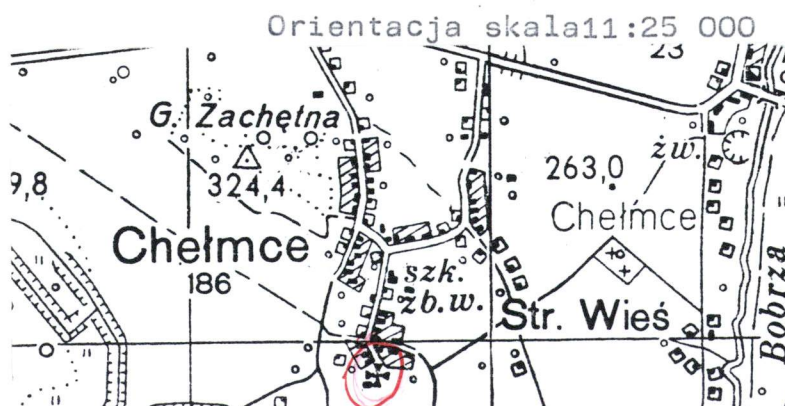 Orientacja skala11:25 000
23
G. Zachętna
324,4
9,8
263,0
żw.
Chełmce
Chełmce
186
szk.
zb.w.
Str. Wieś
Bobrza